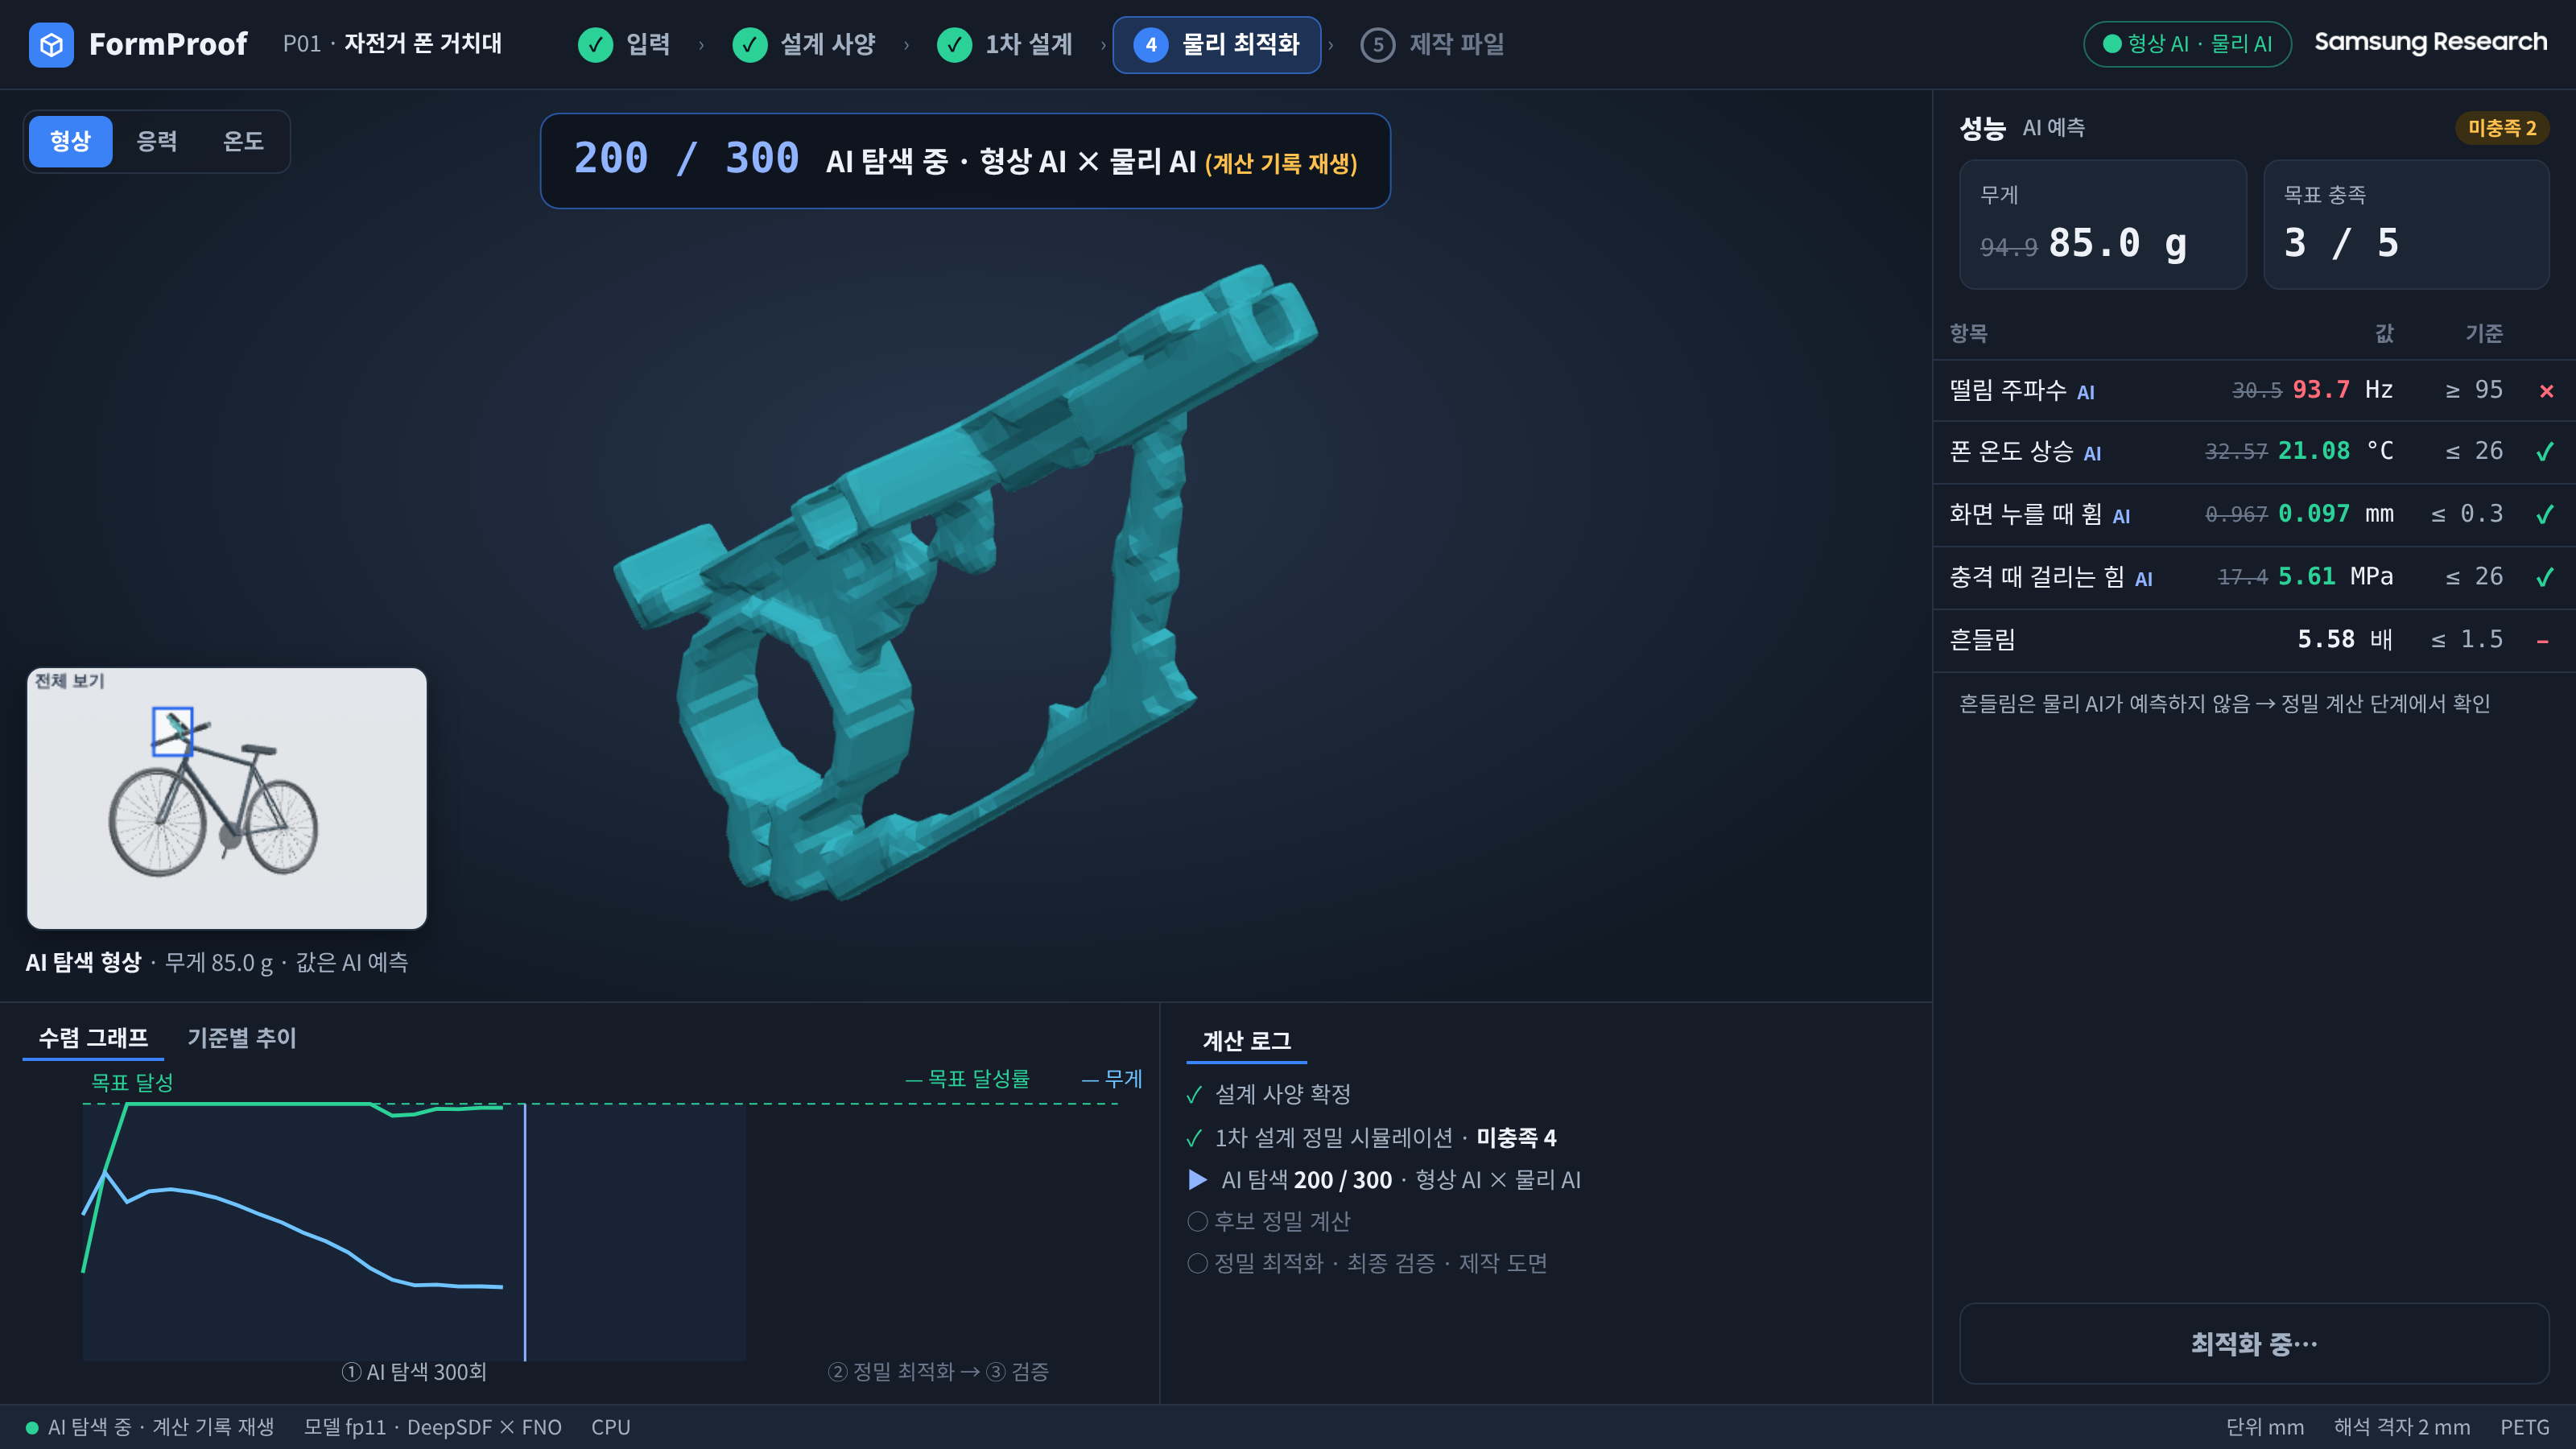 FormProof P01 · 자전거 폰 거치대 ✓ 입력 › ✓ 설계 사양 › ✓ 1차 설계 › 4 물리 최적화 › 5 제작 파일 형상 AI · 물리 AI Samsung Research
형상 응력 온도
200 / 300 AI 탐색 중 · 형상 AI × 물리 AI (계산 기록 재생)
전체 보기
AI 탐색 형상 · 무게 85.0 g · 값은 AI 예측
성능 AI 예측 미충족 2
무게 목표 충족
94.9 85.0 g 3 / 5
항목 값 기준
떨림 주파수 AI 30.5 93.7 Hz ≥ 95 ×
폰 온도 상승 AI 32.57 21.08 °C ≤ 26 ✓
화면 누를 때 휨 AI 0.967 0.097 mm ≤ 0.3 ✓
충격 때 걸리는 힘 AI 17.4 5.61 MPa ≤ 26 ✓
흔들림 5.58 배 ≤ 1.5 –
흔들림은 물리 AI가 예측하지 않음 → 정밀 계산 단계에서 확인
최적화 중···
수렴 그래프 기준별 추이
목표 달성 — 목표 달성률 — 무게
① AI 탐색 300회 ② 정밀 최적화 → ③ 검증
계산 로그
✓ 설계 사양 확정
✓ 1차 설계 정밀 시뮬레이션 · 미충족 4
▶ AI 탐색 200 / 300 · 형상 AI × 물리 AI
○ 후보 정밀 계산
○ 정밀 최적화 · 최종 검증 · 제작 도면
AI 탐색 중 · 계산 기록 재생 모델 fp11 · DeepSDF × FNO CPU 단위 mm 해석 격자 2 mm PETG